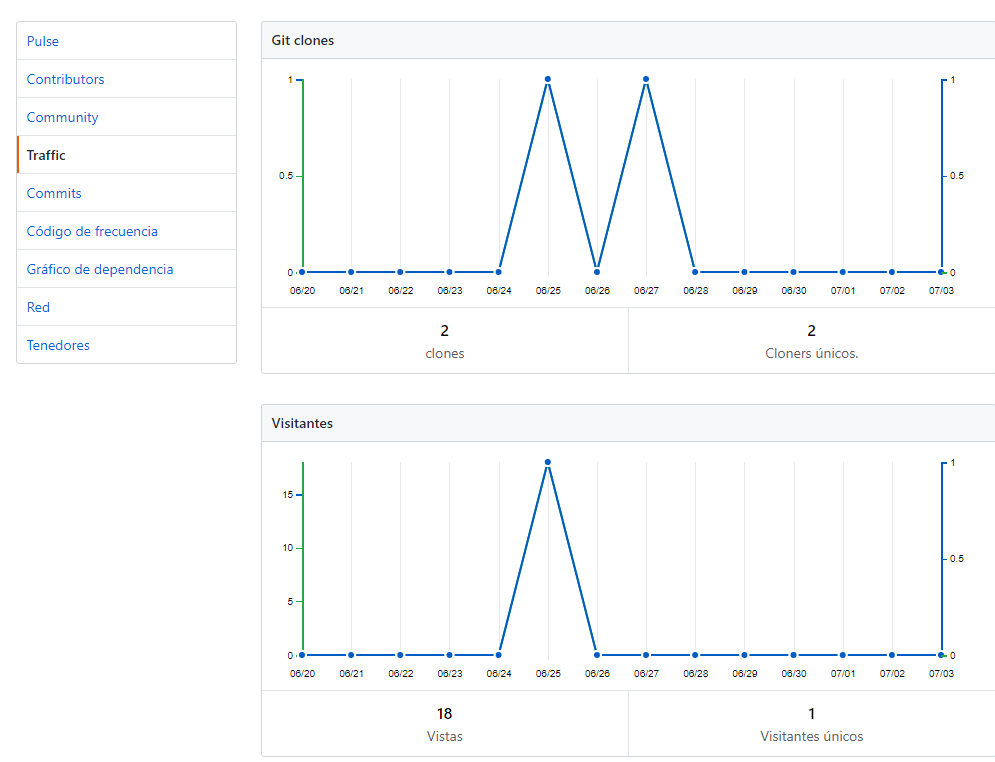 Pulse
Contributors
Community
Traffic
Commits
Código de frecuencia
Gráfico de dependencia
Red
Tenedores
Git clones
1 1
0.5 0.5
0 0
06/20 06/21 06/22 06/23 06/24 06/25 06/26 06/27 06/28 06/29 06/30 07/01 07/02 07/03
2 2
clones Cloners únicos.
Visitantes
1
15
10 0.5
5
0 0
06/20 06/21 06/22 06/23 06/24 06/25 06/26 06/27 06/28 06/29 06/30 07/01 07/02 07/03
18 1
Vistas Visitantes únicos